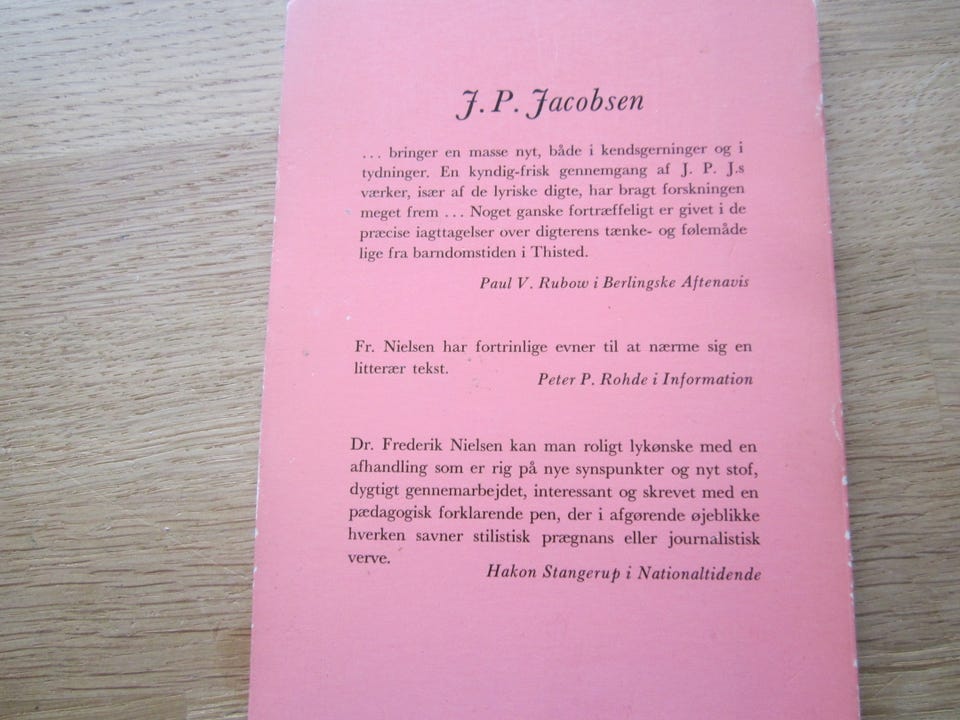 J. P. Jacobsen
... bringer en masse nyt, både i kendsgerninger og i
tydninger. En kyndig-frisk gennemgang af J. P. J.s
værker, især af de lyriske digte, har bragt forskningen
meget frem ... Noget ganske fortræffeligt er givet i de
præcise iagttagelser over digterens tænke- og følemåde
lige fra barndomstiden i Thisted.
Paul V. Rubow i Berlingske Aftenavis
Fr. Nielsen har fortrinlige evner til at nærme sig en
litterær tekst.
Peter P. Rohde i Information
Dr. Frederik Nielsen kan man roligt lykønske med en
afhandling som er rig på nye synspunkter og nyt stof,
dygtigt gennemarbejdet, interessant og skrevet med en
pædagogisk forklarende pen, der i afgørende øjeblikke
hverken savner stilistisk prægnans eller journalistisk
verve.
Hakon Stangerup i Nationaltidende